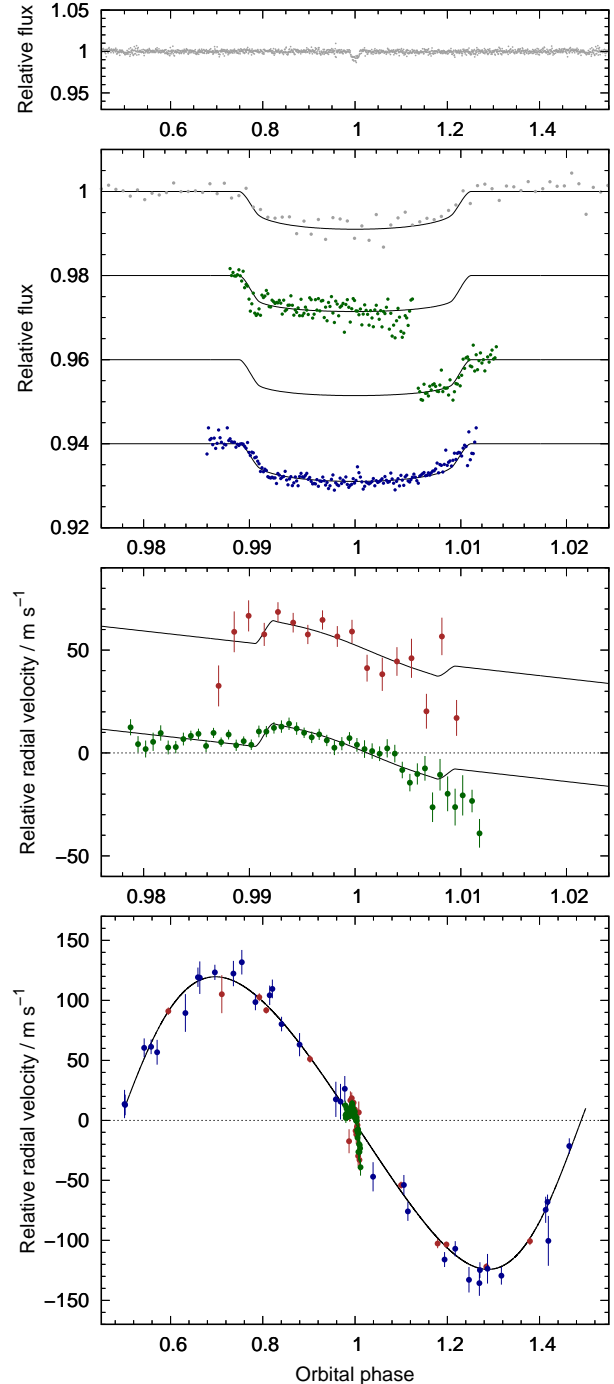 1.05
1
0.95
Relative flux
0.6 0.8 1 1.2 1.4
1
0.98
0.96
0.94
0.92
Relative flux
0.98 0.99 1 1.01 1.02
50
0
−50
Relative radial velocity / m s⁻¹
0.98 0.99 1 1.01 1.02
150
100
50
0
−50
−100
−150
Relative radial velocity / m s⁻¹
0.6 0.8 1 1.2 1.4
Orbital phase